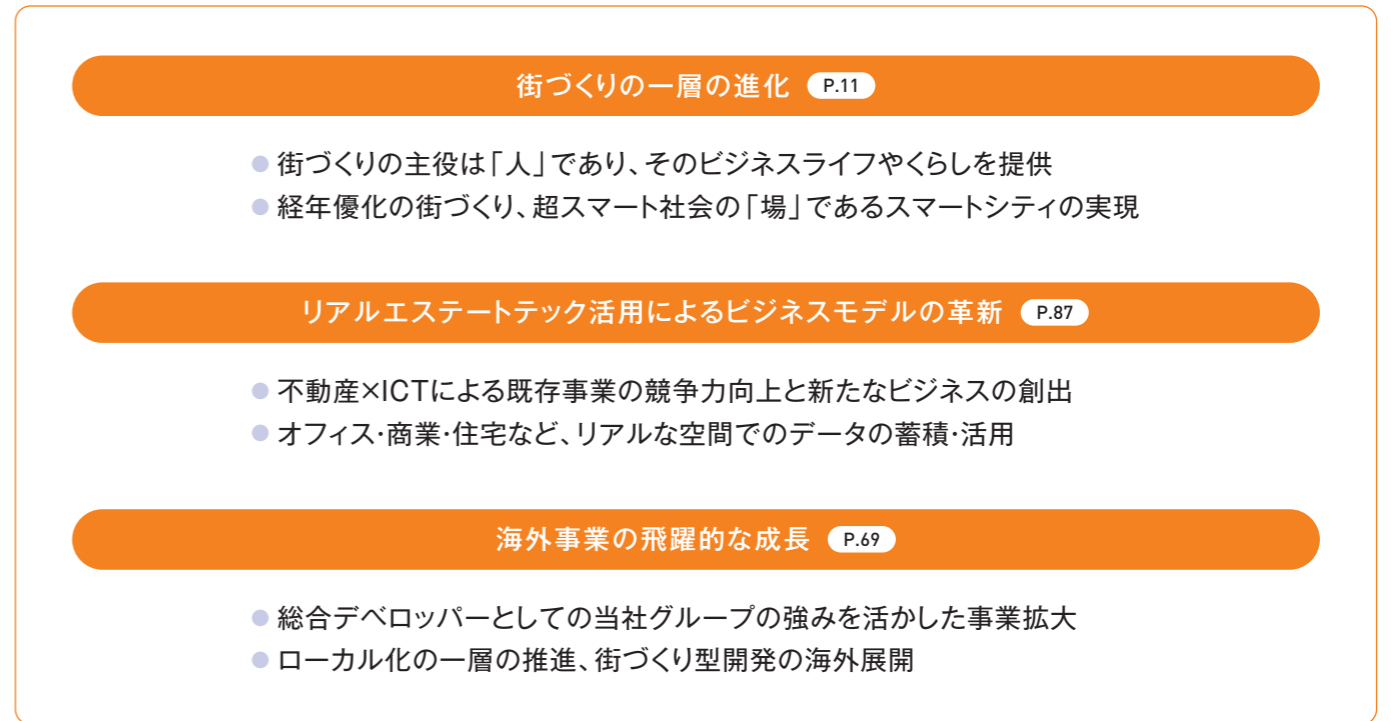 街づくりの一層の進化 P.11
● 街づくりの主役は「人」であり、そのビジネスライフやくらしを提供
● 経年優化の街づくり、超スマート社会の「場」であるスマートシティの実現
リアルエステートテック活用によるビジネスモデルの革新 P.87
● 不動産×ICTによる既存事業の競争力向上と新たなビジネスの創出
● オフィス・商業・住宅など、リアルな空間でのデータの蓄積・活用
海外事業の飛躍的な成長 P.69
● 総合デベロッパーとしての当社グループの強みを活かした事業拡大
● ローカル化の一層の推進、街づくり型開発の海外展開